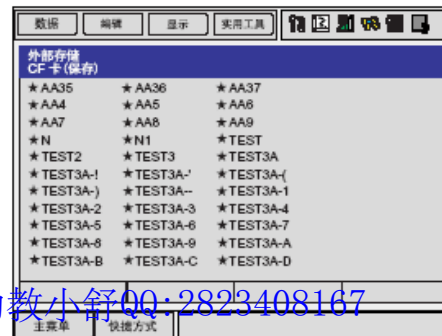 数据 编辑 显示 实用工具
外部存储
CF 卡(保存)
★AA35 ★AA36 ★AA37
★AA4 ★AA5 ★AA6
★AA7 ★AA8 ★AA9
★N ★N1 ★TEST
★TEST2 ★TEST3 ★TEST3A
★TEST3A-! ★TEST3A-' ★TEST3A-(
★TEST3A-) ★TEST3A-- ★TEST3A-1
★TEST3A-2 ★TEST3A-3 ★TEST3A-4
★TEST3A-5 ★TEST3A-6 ★TEST3A-7
★TEST3A-8 ★TEST3A-9 ★TEST3A-A
★TEST3A-B ★TEST3A-C ★TEST3A-D
教小舒QQ:2823408167
主菜单 快捷方式